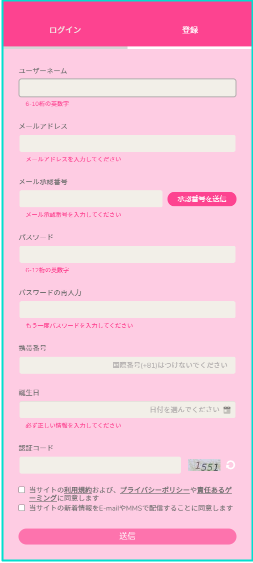 ログイン
登録
ユーザーネーム
6-10桁の英数字
メールアドレス
メールアドレスを入力してください
メール承認番号
承認番号を送信
メール承認番号を入力してください
パスワード
6-12桁の英数字
パスワードの再入力
もう一度パスワードを入力してください
携帯番号
国際番号(+81)はつけないでください
誕生日
日付を選んでください
必ず正しい情報を入力してください
認証コード
1551
当サイトの利用規約および、プライバシーポリシーや責任あるゲ
ーミングに同意します
当サイトの新着情報をE-mailやMMSで配信することに同意します
送信